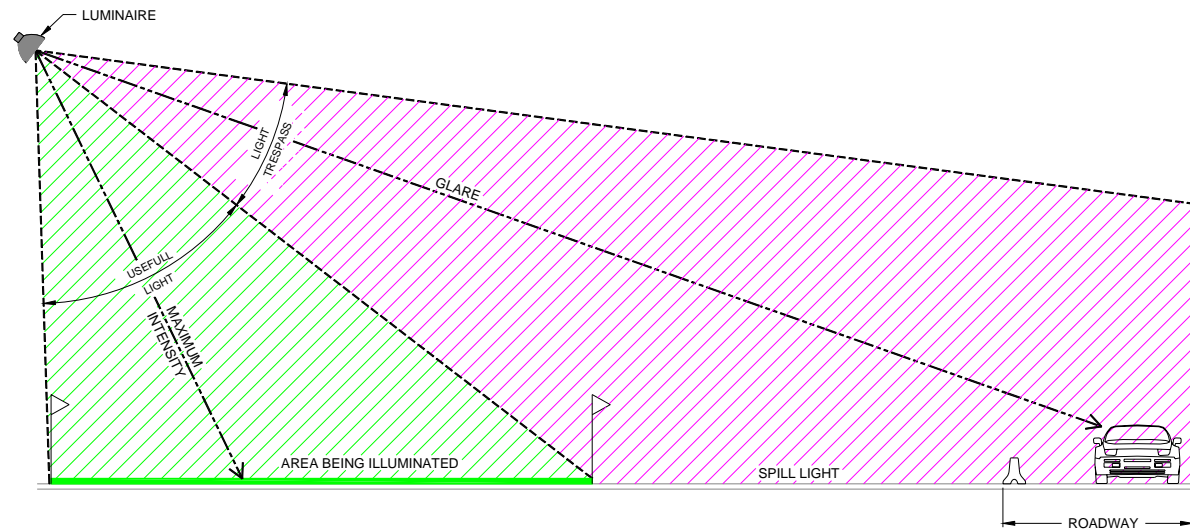 LUMINAIRE
LIGHT
TRESPASS
GLARE
USEFULL
LIGHT
MAXIMUM
INTENSITY
AREA BEING ILLUMINATED
SPILL LIGHT
ROADWAY